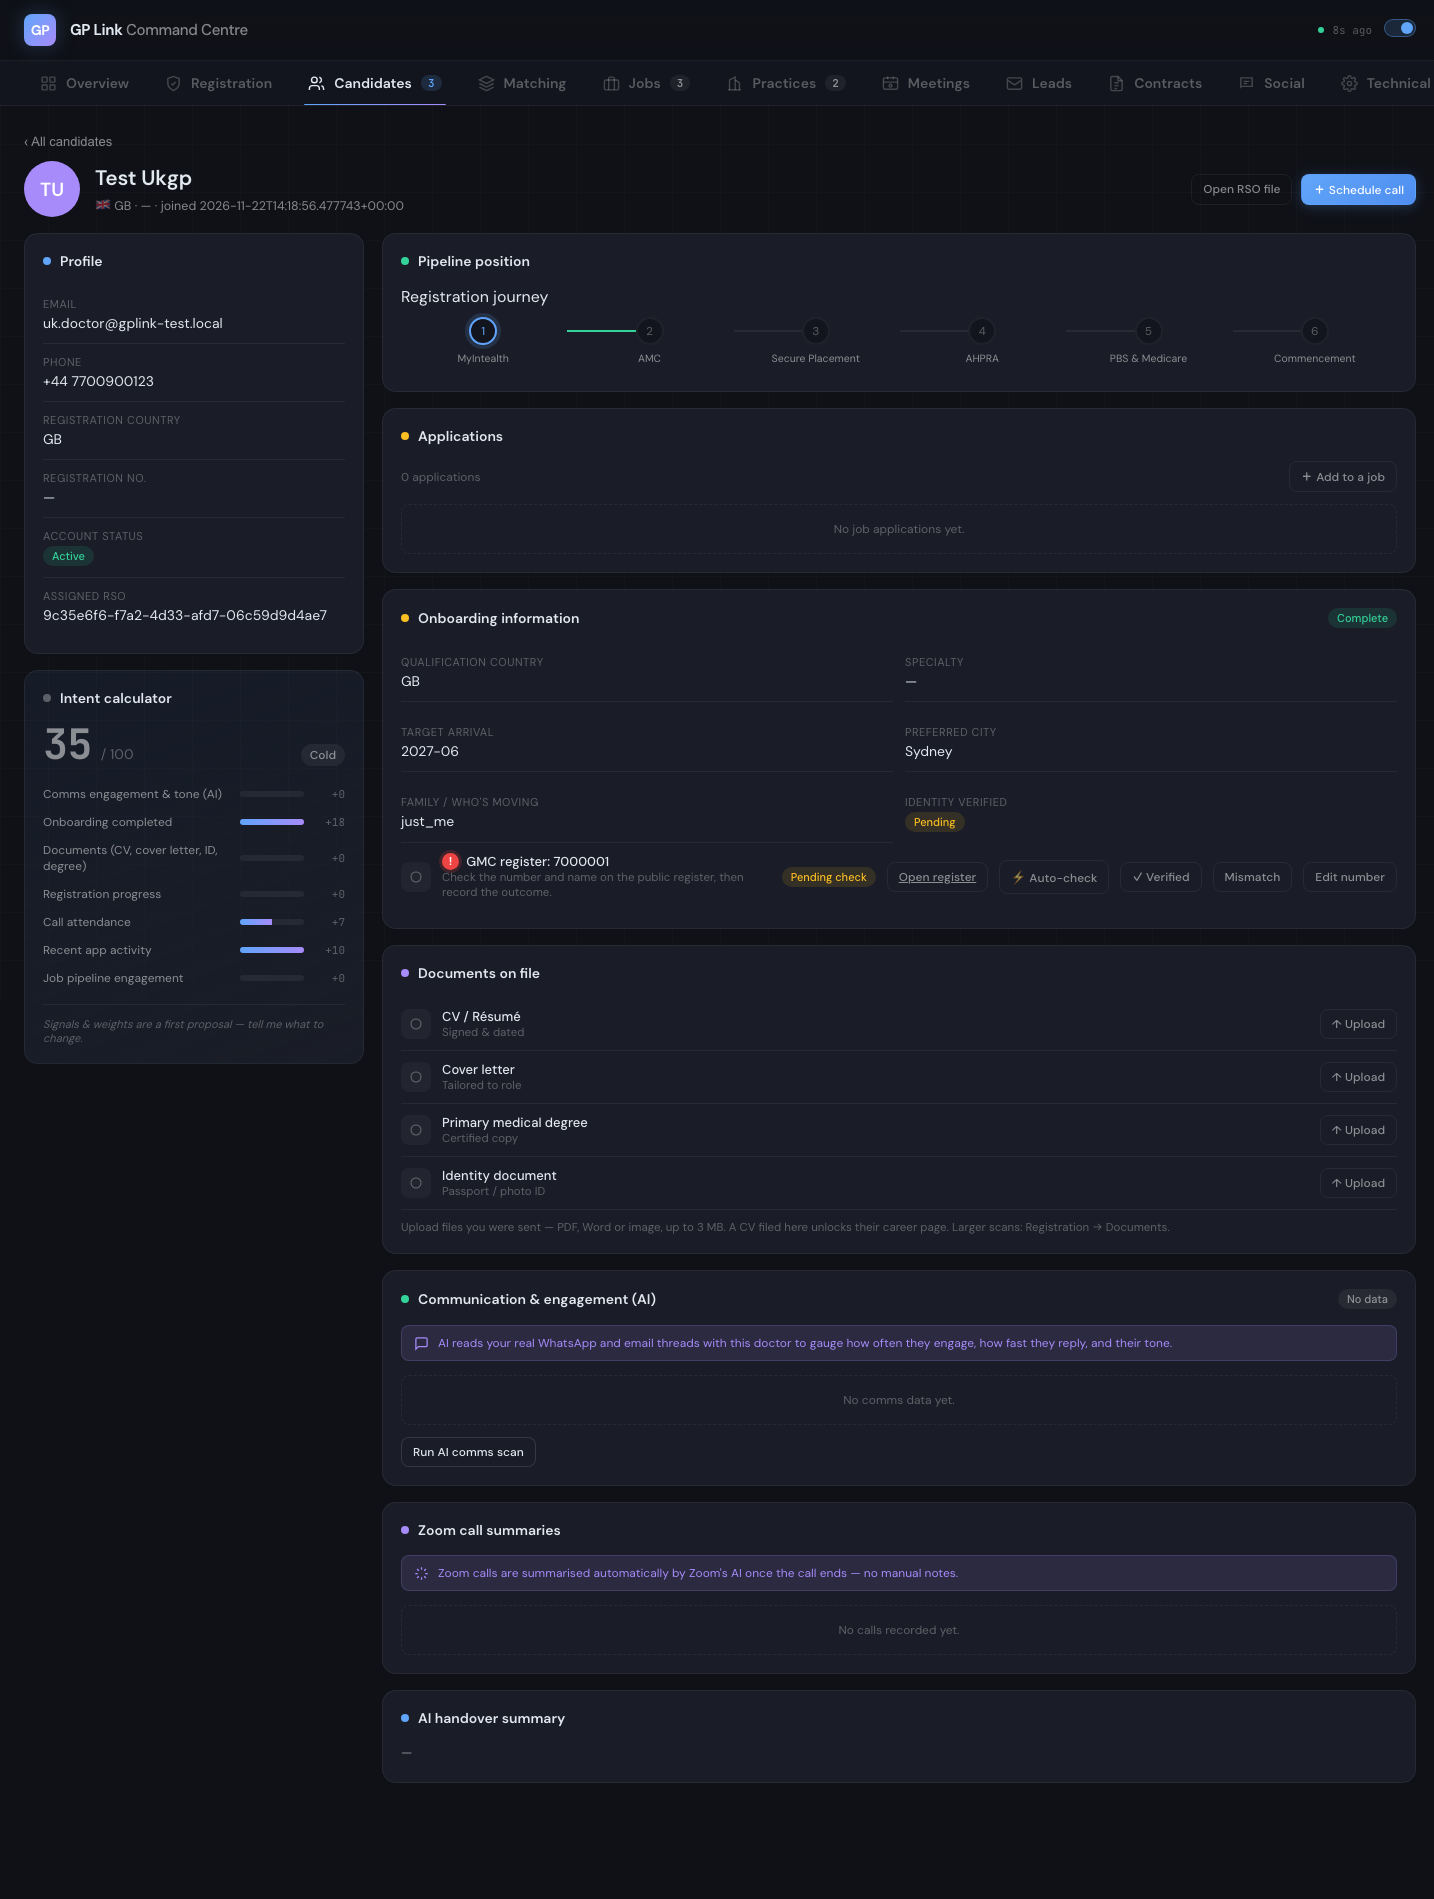 GP
GP Link Command Centre
8s ago
Overview
Registration
Candidates 3
Matching
Jobs 3
Practices 2
Meetings
Leads
Contracts
Social
Technical
‹ All candidates
TU
Test Ukgp
🇬🇧 GB · — · joined 2026-11-22T14:18:56.477743+00:00
Open RSO file
+ Schedule call
Profile
EMAIL
uk.doctor@gplink-test.local
PHONE
+44 7700900123
REGISTRATION COUNTRY
GB
REGISTRATION NO.
—
ACCOUNT STATUS
Active
ASSIGNED RSO
9c35e6f6-f7a2-4d33-afd7-06c59d9d4ae7
Intent calculator
35 / 100
Cold
Comms engagement & tone (AI) +0
Onboarding completed +18
Documents (CV, cover letter, ID,
degree) +0
Registration progress +0
Call attendance +7
Recent app activity +10
Job pipeline engagement +0
Signals & weights are a first proposal — tell me what to
change.
Pipeline position
Registration journey
1
2
3
4
5
6
MyIntealth
AMC
Secure Placement
AHPRA
PBS & Medicare
Commencement
Applications
0 applications
+ Add to a job
No job applications yet.
Onboarding information
Complete
QUALIFICATION COUNTRY
GB
SPECIALTY
—
TARGET ARRIVAL
2027-06
PREFERRED CITY
Sydney
FAMILY / WHO'S MOVING
just_me
IDENTITY VERIFIED
Pending
! GMC register: 7000001
Check the number and name on the public register, then
record the outcome.
Pending check
Open register
⚡ Auto-check
✓ Verified
Mismatch
Edit number
Documents on file
CV / Résumé
Signed & dated
↑ Upload
Cover letter
Tailored to role
↑ Upload
Primary medical degree
Certified copy
↑ Upload
Identity document
Passport / photo ID
↑ Upload
Upload files you were sent — PDF, Word or image, up to 3 MB. A CV filed here unlocks their career page. Larger scans: Registration → Documents.
Communication & engagement (AI)
No data
AI reads your real WhatsApp and email threads with this doctor to gauge how often they engage, how fast they reply, and their tone.
No comms data yet.
Run AI comms scan
Zoom call summaries
Zoom calls are summarised automatically by Zoom's AI once the call ends — no manual notes.
No calls recorded yet.
AI handover summary
—